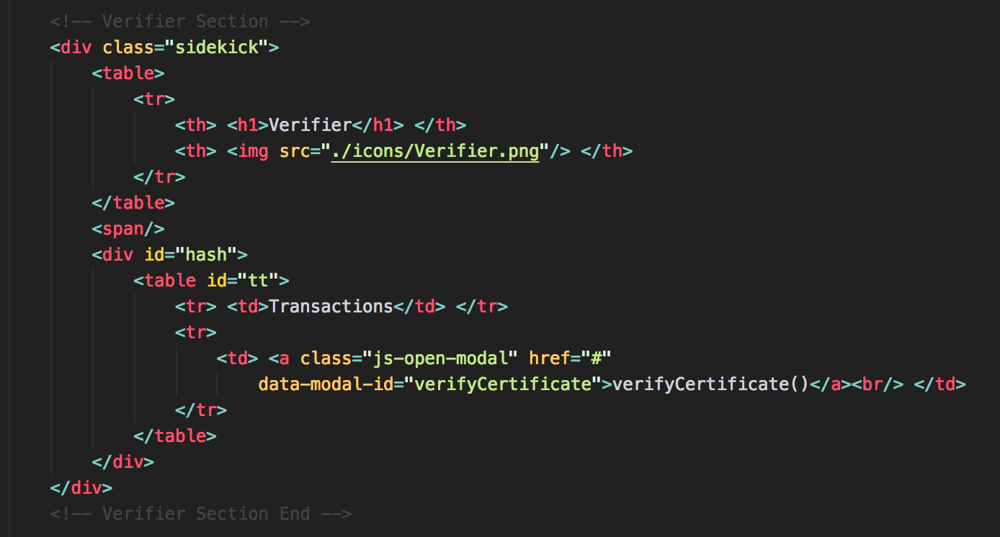 <!-- Verifier Section -->
<div class="sidekick">
    <table>
        <tr>
            <th> <h1>Verifier</h1> </th>
            <th> <img src="./icons/Verifier.png"/> </th>
        </tr>
    </table>
    <span/>
    <div id="hash">
        <table id="tt">
            <tr> <td>Transactions</td> </tr>
            <tr>
                <td> <a class="js-open-modal" href="#"
                    data-modal-id="verifyCertificate">verifyCertificate()</a><br/> </td>
            </tr>
        </table>
    </div>
</div>
<!-- Verifier Section End -->